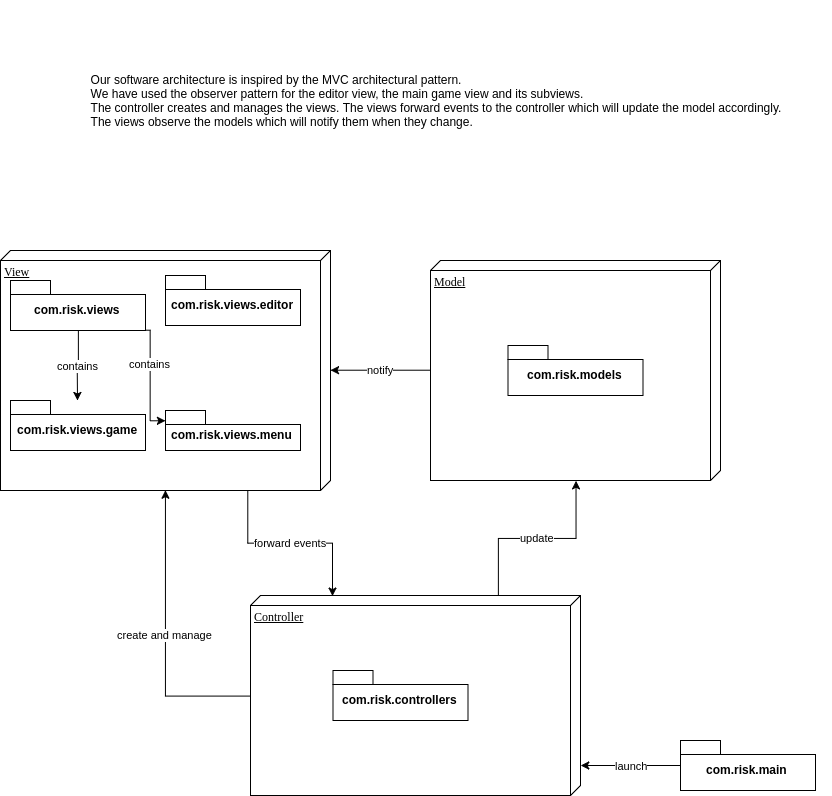 Our software architecture is inspired by the MVC architectural pattern.
We have used the observer pattern for the editor view, the main game view and its subviews.
The controller creates and manages the views. The views forward events to the controller which will update the model accordingly.
The views observe the models which will notify them when they change.
View
com.risk.views
com.risk.views.editor
contains
contains
com.risk.views.game
com.risk.views.menu
notify
Model
com.risk.models
forward events
update
create and manage
Controller
com.risk.controllers
launch
com.risk.main